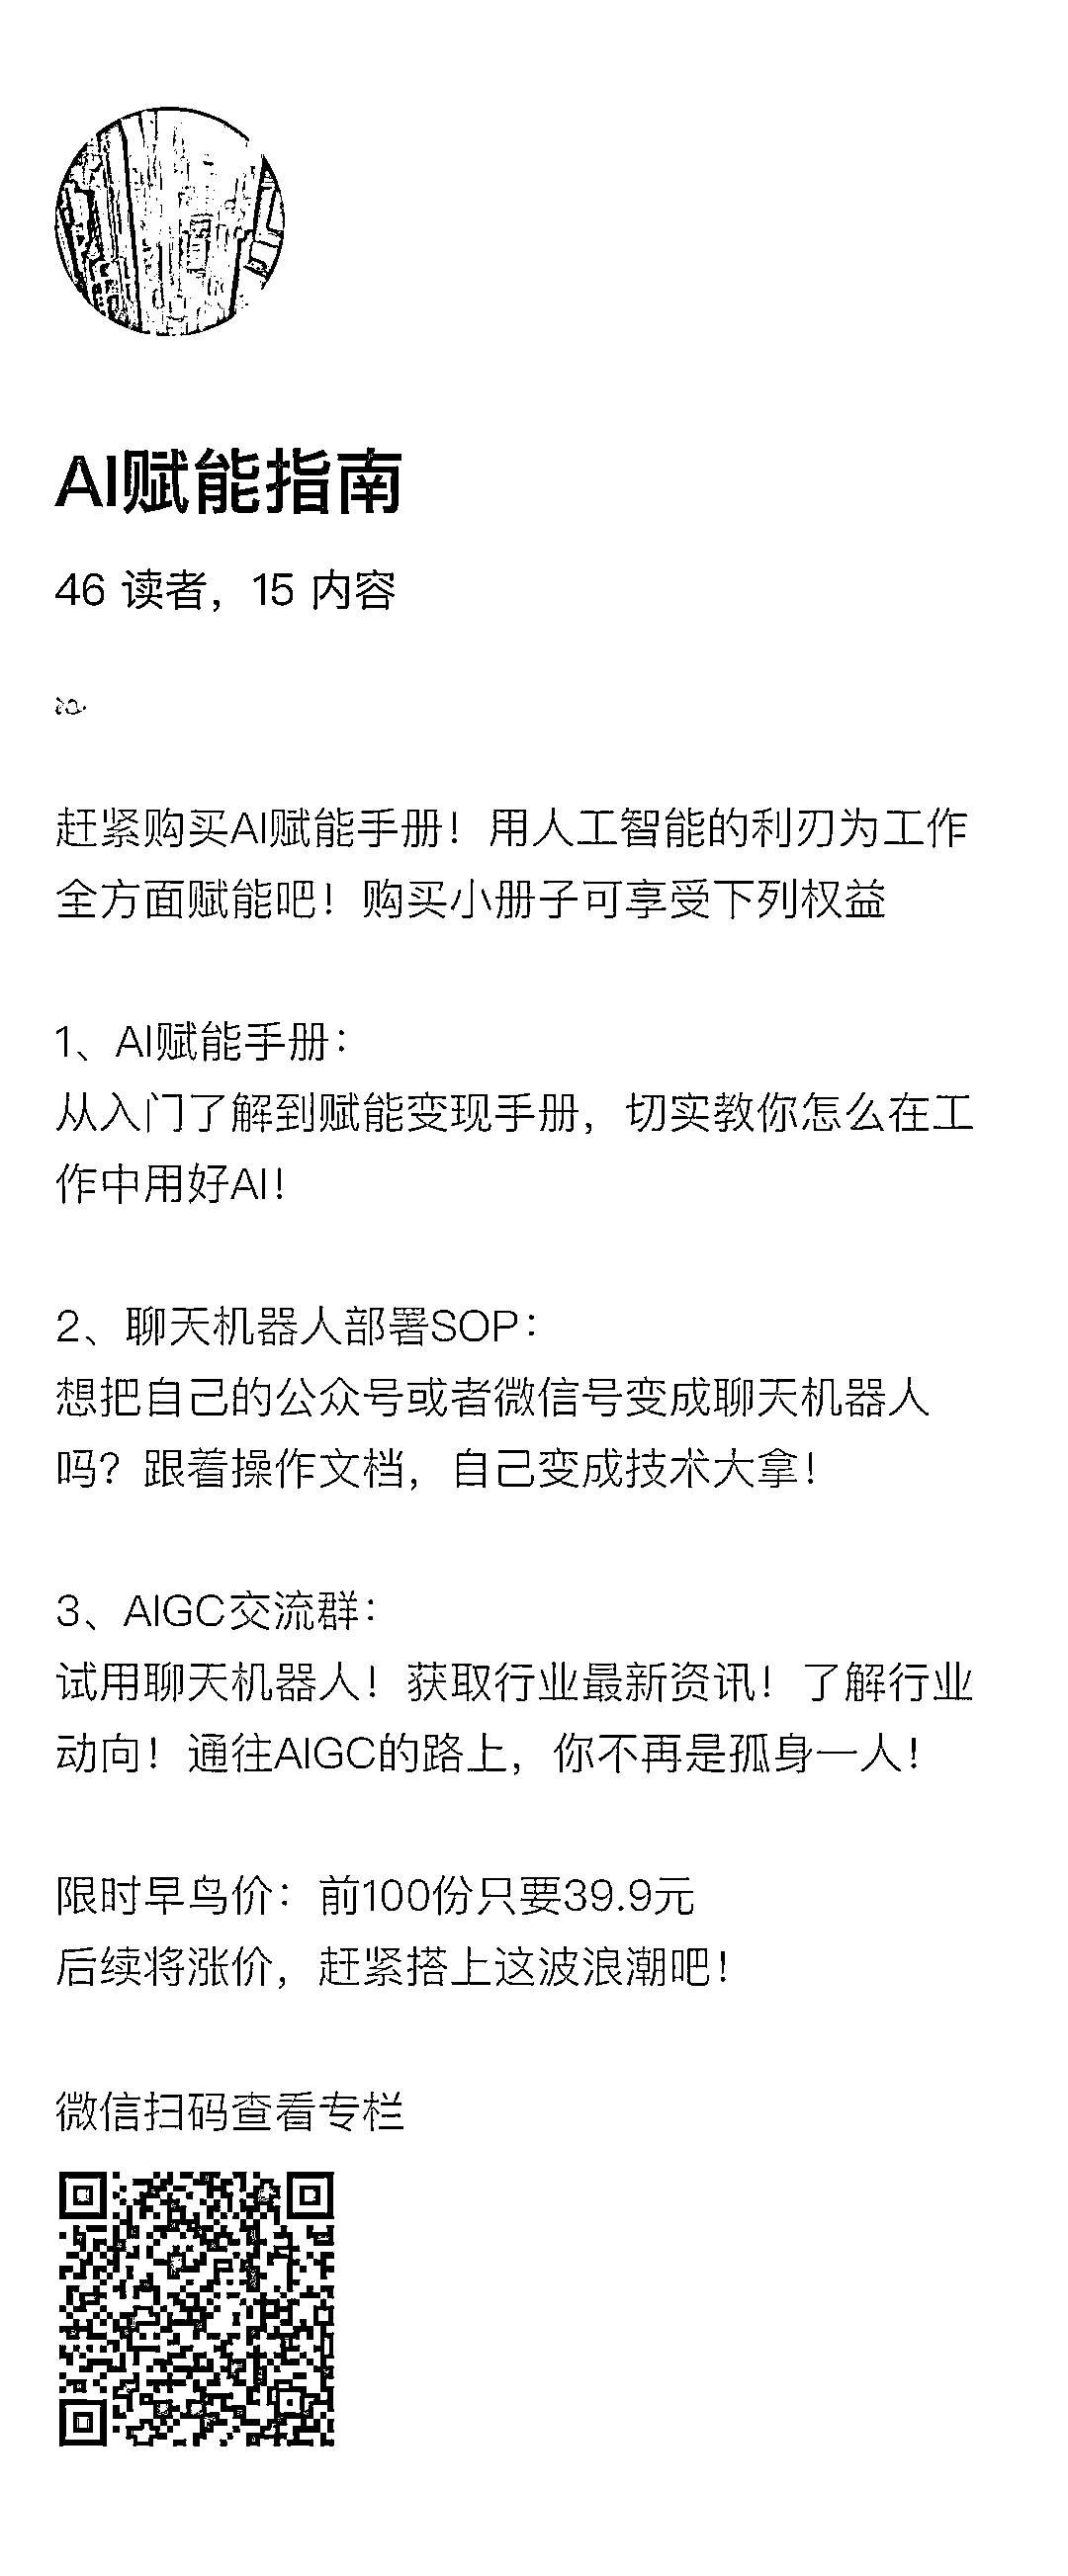 AI赋能指南
46 读者，15 内容
赶紧购买AI赋能手册！用人工智能的利刃为工作
全方面赋能吧！购买小册子可享受下列权益
1、AI赋能手册：
从入门了解到赋能变现手册，切实教你怎么在工
作中用好AI！
2、聊天机器人部署SOP：
想把自己的公众号或者微信号变成聊天机器人
吗？跟着操作文档，自己变成技术大拿！
3、AIGC交流群：
试用聊天机器人！获取行业最新资讯！了解行业
动向！通往AIGC的路上，你不再是孤身一人！
限时早鸟价：前100份只要39.9元
后续将涨价，赶紧搭上这波浪潮吧！
微信扫码查看专栏